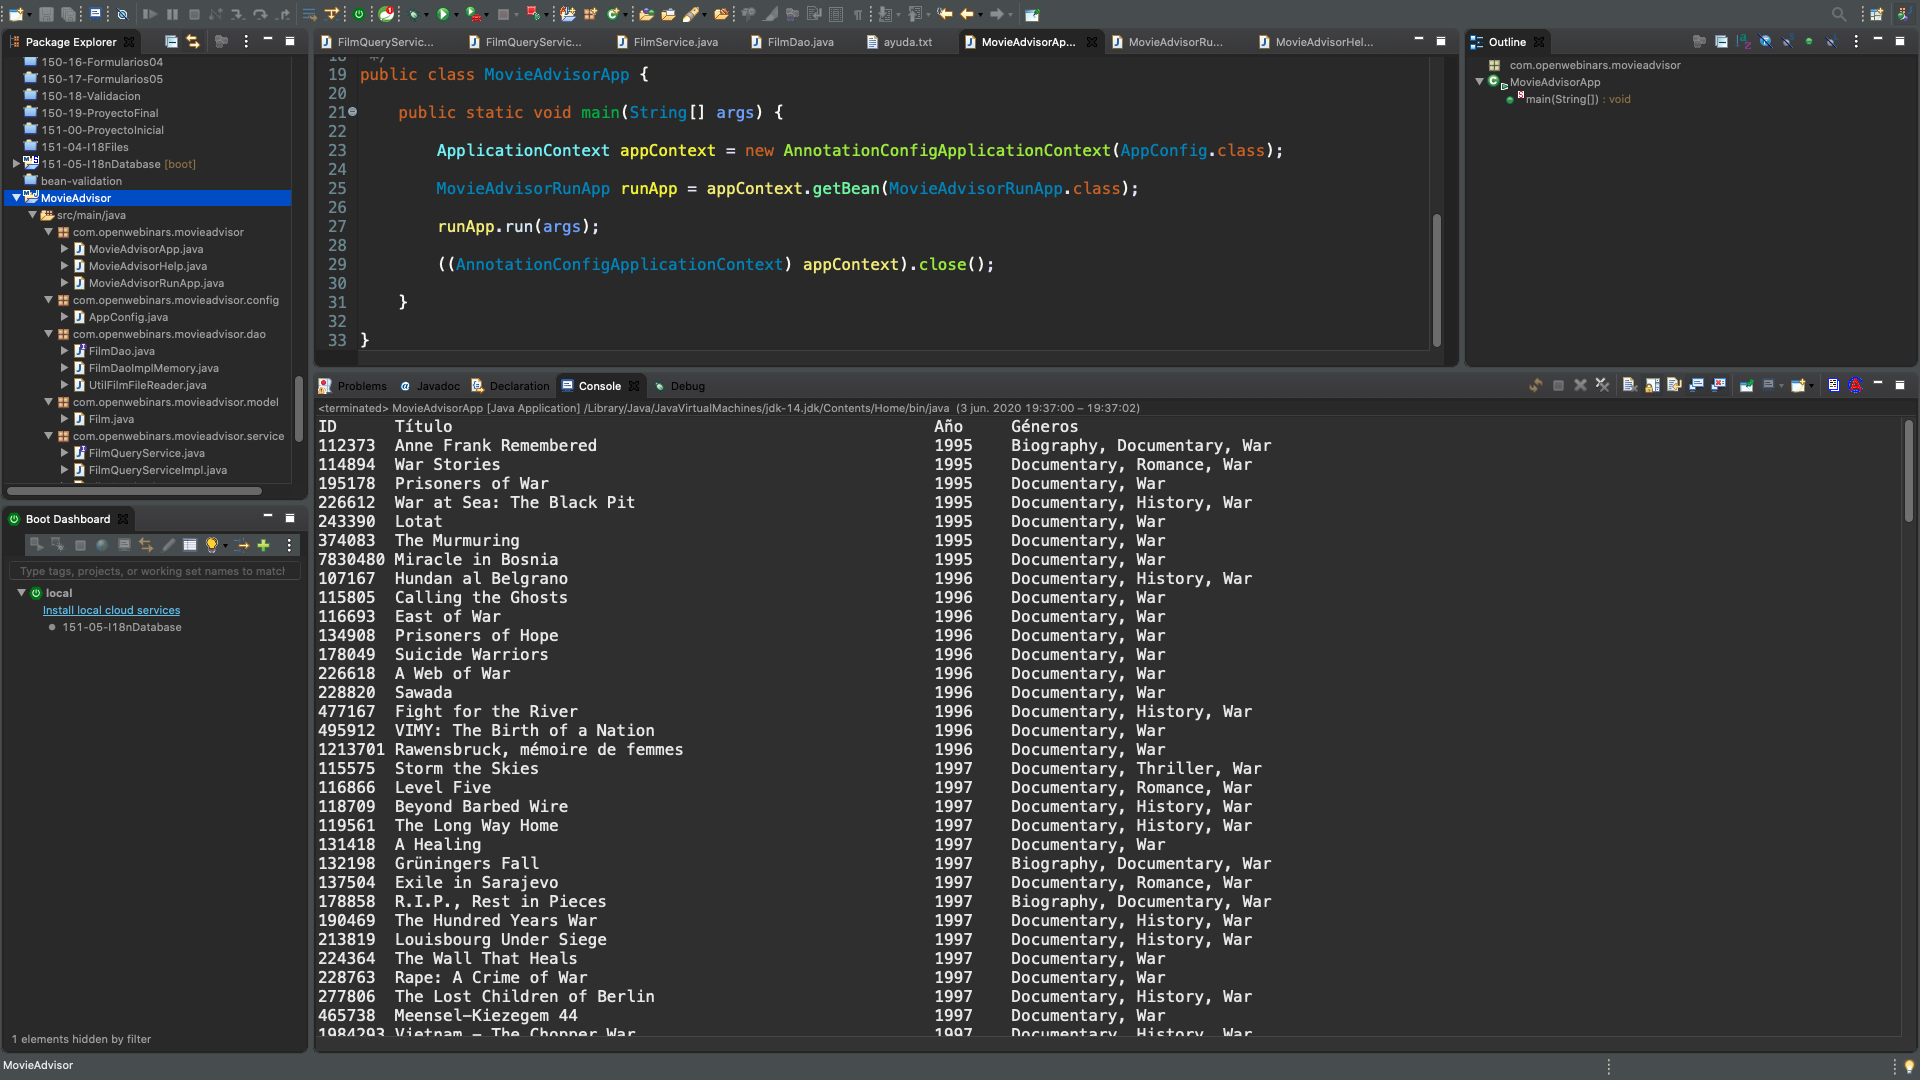 Package Explorer
150-16-Formularios04
150-17-Formularios05
150-18-Validacion
150-19-ProyectoFinal
151-00-ProyectoInicial
151-04-I18Files
151-05-I18nDatabase [boot]
bean-validation
MovieAdvisor
src/main/java
com.openwebinars.movieadvisor
MovieAdvisorApp.java
MovieAdvisorHelp.java
MovieAdvisorRunApp.java
com.openwebinars.movieadvisor.config
AppConfig.java
com.openwebinars.movieadvisor.dao
FilmDao.java
FilmDaoImplMemory.java
UtilFilmFileReader.java
com.openwebinars.movieadvisor.model
Film.java
com.openwebinars.movieadvisor.service
FilmQueryService.java
FilmQueryServiceImpl.java
Boot Dashboard
Type tags, projects, or working set names to match
local
Install local cloud services
151-05-I18nDatabase
1 elements hidden by filter
FilmQueryServic...
FilmQueryServic...
FilmService.java
FilmDao.java
ayuda.txt
MovieAdvisorAp...
MovieAdvisorRu...
MovieAdvisorHel...
18 */
19 public class MovieAdvisorApp {
20
21 public static void main(String[] args) {
22
23 ApplicationContext appContext = new AnnotationConfigApplicationContext(AppConfig.class);
24
25 MovieAdvisorRunApp runApp = appContext.getBean(MovieAdvisorRunApp.class);
26
27 runApp.run(args);
28
29 ((AnnotationConfigApplicationContext) appContext).close();
30
31 }
32
33 }
Outline
com.openwebinars.movieadvisor
MovieAdvisorApp
main(String[]) : void
Problems
Javadoc
Declaration
Console
Debug
<terminated> MovieAdvisorApp [Java Application] /Library/Java/JavaVirtualMachines/jdk-14.jdk/Contents/Home/bin/java (3 jun. 2020 19:37:00 – 19:37:02)
ID Título Año Géneros
112373 Anne Frank Remembered 1995 Biography, Documentary, War
114894 War Stories 1995 Documentary, Romance, War
195178 Prisoners of War 1995 Documentary, War
226612 War at Sea: The Black Pit 1995 Documentary, History, War
243390 Lotat 1995 Documentary, War
374083 The Murmuring 1995 Documentary, War
7830480 Miracle in Bosnia 1995 Documentary, War
107167 Hundan al Belgrano 1996 Documentary, History, War
115805 Calling the Ghosts 1996 Documentary, War
116693 East of War 1996 Documentary, War
134908 Prisoners of Hope 1996 Documentary, War
178049 Suicide Warriors 1996 Documentary, War
226618 A Web of War 1996 Documentary, War
228820 Sawada 1996 Documentary, War
477167 Fight for the River 1996 Documentary, History, War
495912 VIMY: The Birth of a Nation 1996 Documentary, War
1213701 Rawensbruck, mémoire de femmes 1996 Documentary, War
115575 Storm the Skies 1997 Documentary, Thriller, War
116866 Level Five 1997 Documentary, Romance, War
118709 Beyond Barbed Wire 1997 Documentary, History, War
119561 The Long Way Home 1997 Documentary, History, War
131418 A Healing 1997 Documentary, War
132198 Grüningers Fall 1997 Biography, Documentary, War
137504 Exile in Sarajevo 1997 Documentary, Romance, War
178858 R.I.P., Rest in Pieces 1997 Biography, Documentary, War
190469 The Hundred Years War 1997 Documentary, History, War
213819 Louisbourg Under Siege 1997 Documentary, History, War
224364 The Wall That Heals 1997 Documentary, War
228763 Rape: A Crime of War 1997 Documentary, War
277806 The Lost Children of Berlin 1997 Documentary, History, War
465738 Meensel-Kiezegem 44 1997 Documentary, War
1984293 Vietnam - The Chopper War 1997 Documentary, History, War
MovieAdvisor